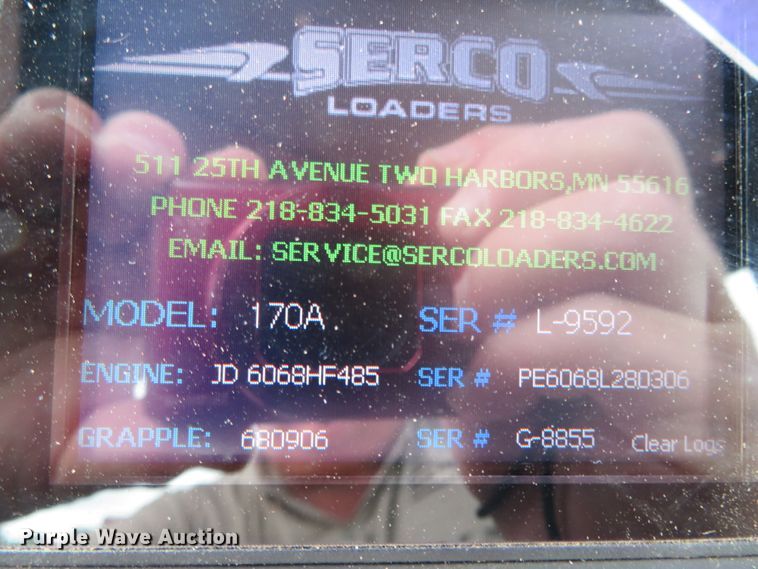 SERCO
LOADERS
511 25TH AVENUE TWO HARBORS,MN 55616
PHONE 218-834-5031 FAX 218-834-4622
EMAIL: SERVICE@SERCOLOADERS.COM
MODEL: 170A SER # L-9592
ENGINE: JD 6068HF485 SER # PE6068L280306
GRAPPLE: 680906 SER # G-8855 Clear Logs
Purple Wave Auction